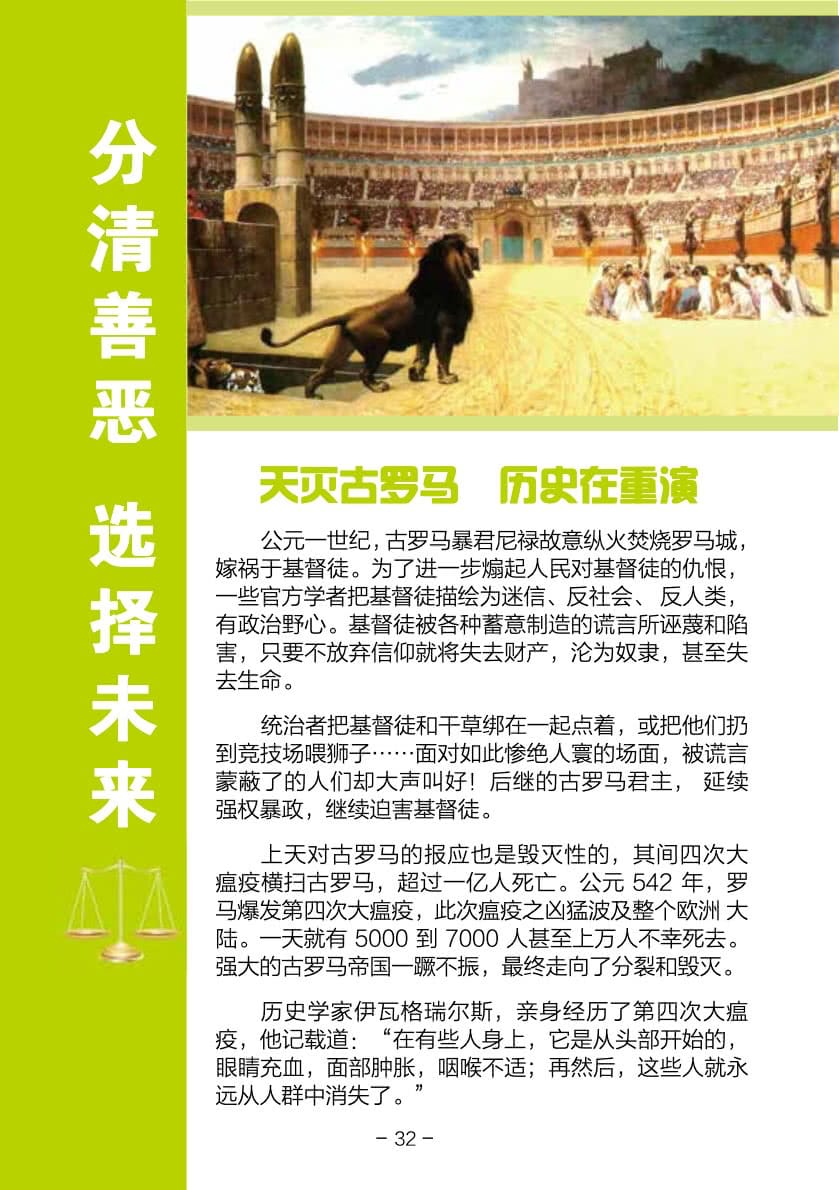 分清善恶 选择未来
天灭古罗马 历史在重演
公元一世纪，古罗马暴君尼禄故意纵火焚烧罗马城，
嫁祸于基督徒。为了进一步煽起人民对基督徒的仇恨，
一些官方学者把基督徒描绘为迷信、反社会、 反人类，
有政治野心。基督徒被各种蓄意制造的谎言所诬蔑和陷
害，只要不放弃信仰就将失去财产，沦为奴隶，甚至失
去生命。
统治者把基督徒和干草绑在一起点着，或把他们扔
到竞技场喂狮子……面对如此惨绝人寰的场面，被谎言
蒙蔽了的人们却大声叫好！后继的古罗马君主， 延续
强权暴政，继续迫害基督徒。
上天对古罗马的报应也是毁灭性的，其间四次大
瘟疫横扫古罗马，超过一亿人死亡。公元 542 年，罗
马爆发第四次大瘟疫，此次瘟疫之凶猛波及整个欧洲 大
陆。一天就有 5000 到 7000 人甚至上万人不幸死去。
强大的古罗马帝国一蹶不振，最终走向了分裂和毁灭。
历史学家伊瓦格瑞尔斯，亲身经历了第四次大瘟
疫，他记载道：“在有些人身上，它是从头部开始的，
眼睛充血，面部肿胀，咽喉不适；再然后，这些人就永
远从人群中消失了。”
- 32 -